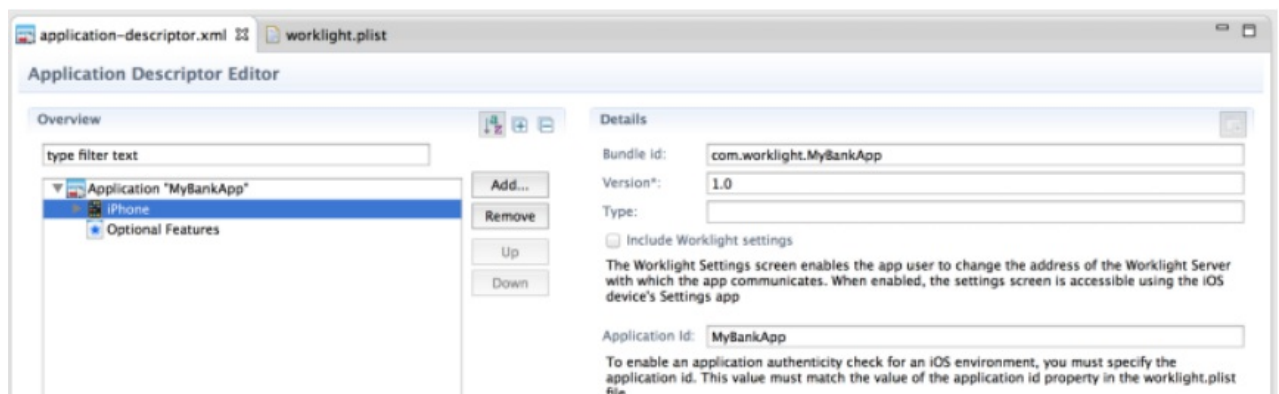 application-descriptor.xml
worklight.plist
Application Descriptor Editor
Overview
type filter text
Application "MyBankApp"
iPhone
Optional Features
Add...
Remove
Up
Down
Details
Bundle id:
com.worklight.MyBankApp
Version*:
1.0
Type:
Include Worklight settings
The Worklight Settings screen enables the app user to change the address of the Worklight Server
with which the app communicates. When enabled, the settings screen is accessible using the iOS
device's Settings app
Application Id:
MyBankApp
To enable an application authenticity check for an iOS environment, you must specify the
application id. This value must match the value of the application id property in the worklight.plist
file